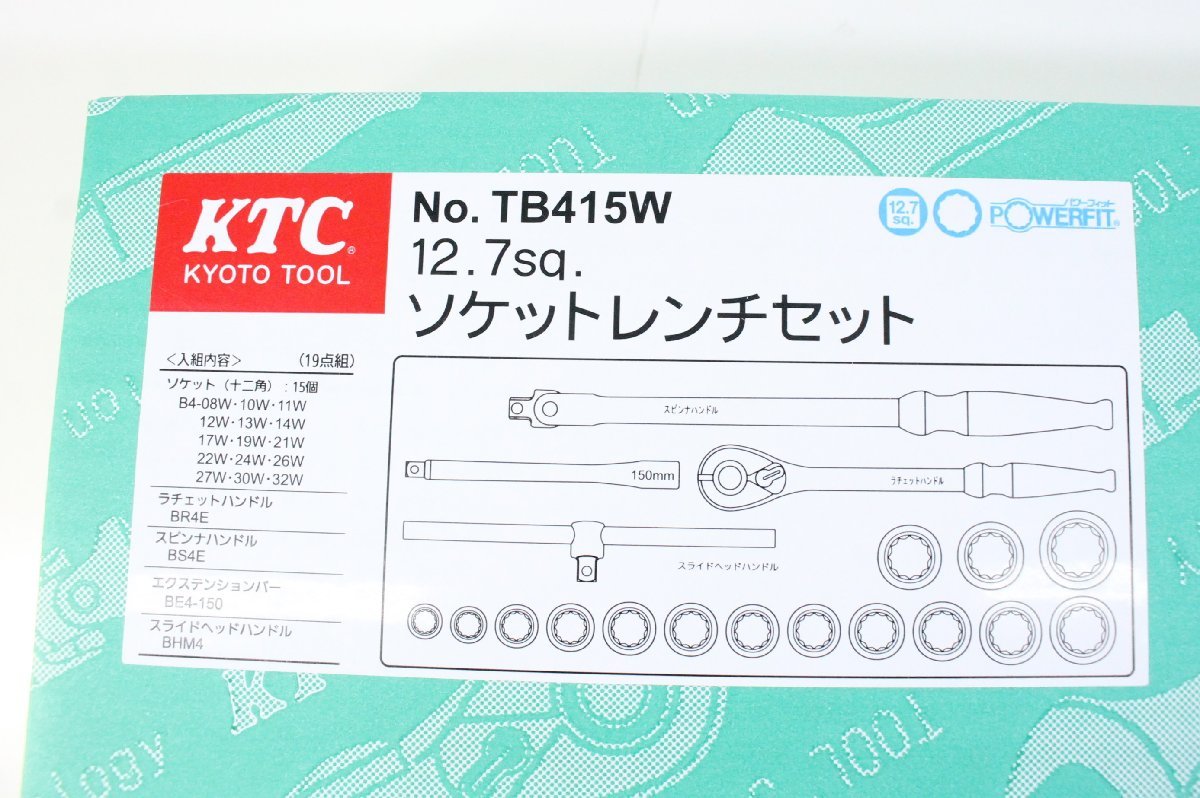 KTC®
KYOTO TOOL
No. TB415W
12.7sq.
ソケットレンチセット
12.7
sq.
パワーフィット
POWERFIT®
<入組内容> (19点組)
ソケット（十二角）：15個
B4-08W・10W・11W
12W・13W・14W
17W・19W・21W
22W・24W・26W
27W・30W・32W
ラチェットハンドル
BR4E
スピンナハンドル
BS4E
エクステンションバー
BE4-150
スライドヘッドハンドル
BHM4
スピンナハンドル
150mm
ラチェットハンドル
スライドヘッドハンドル
TOOL
ology